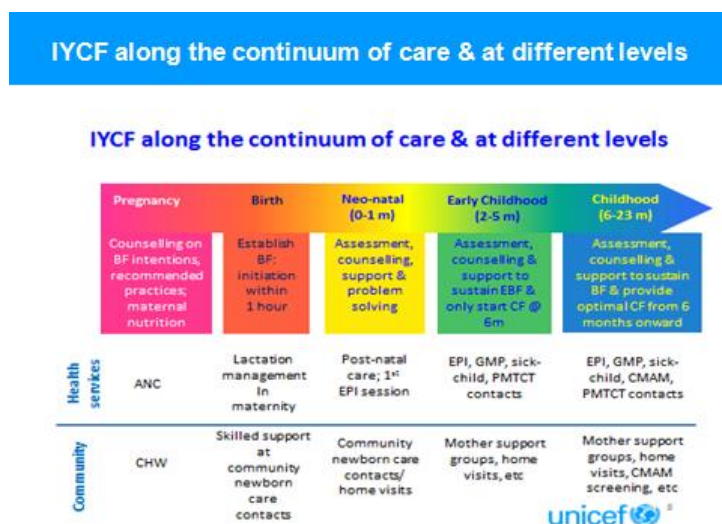 IYCF along the continuum of care & at different levels
IYCF along the continuum of care & at different levels
Pregnancy
Birth
Neo-natal
(0-1 m)
Early Childhood
(2-5 m)
Childhood
(6-23 m)
Counselling on
BF intentions,
recommended
practices;
maternal
nutrition
Establish
BF:
initiation
within
1 hour
Assessment,
counselling,
support &
problem
solving
Assessment,
counselling &
support to
sustain EBF &
only start CF @
6m
Assessment,
counselling &
support to sustain
BF & provide
optimal CF from 6
months onward
Health
services
ANC
Lactation
management
In
maternity
Post-natal
care; 1st
EPI session
EPI, GMP, sick-
child, PMTCT
contacts
EPI, GMP, sick-
child, CMAM,
PMTCT contacts
Community
CHW
Skilled support
at
community
newborn
care
contacts
Community
newborn care
contacts/
home visits
Mother support
groups, home
visits, etc
Mother support
groups, home
visits, CMAM
screening, etc
unicef